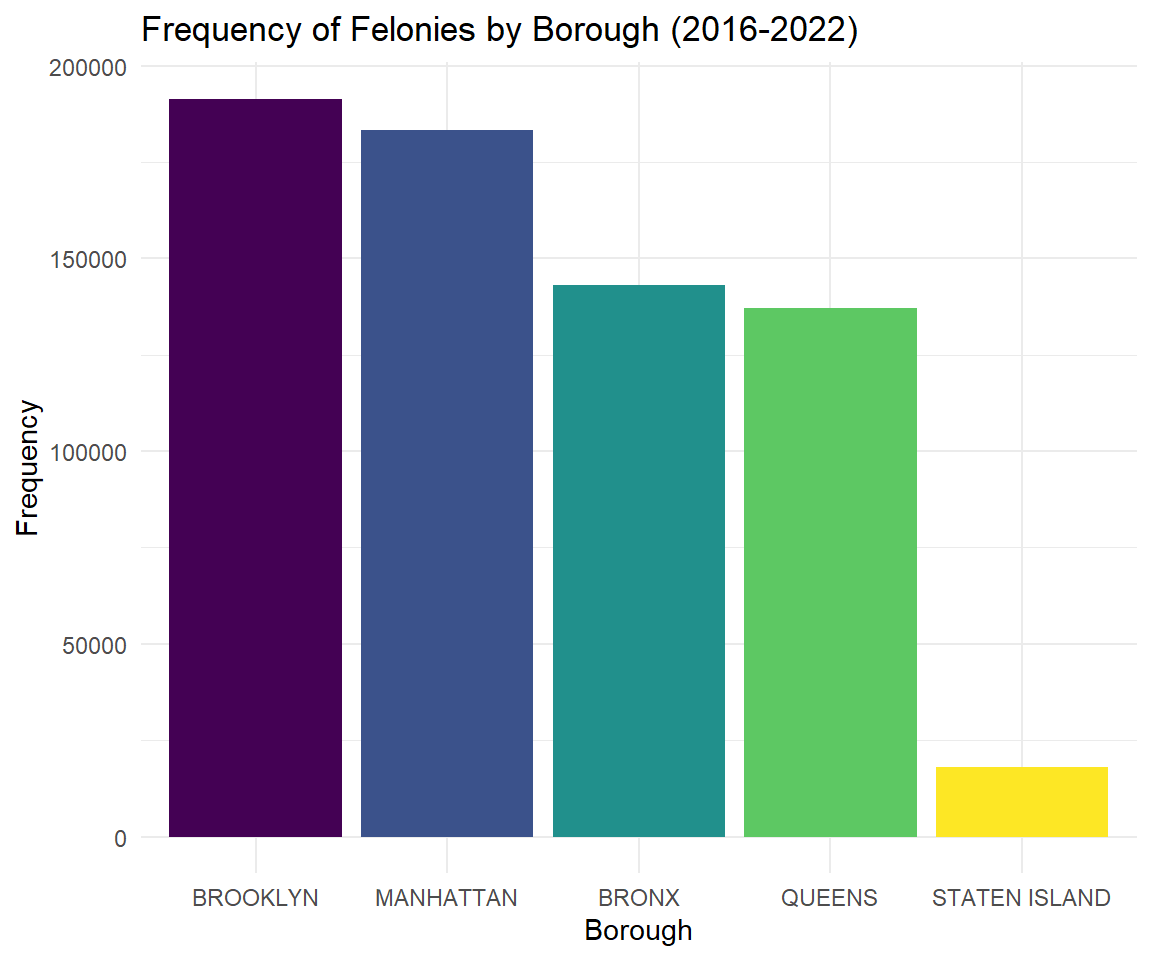 Frequency of Felonies by Borough (2016-2022)
Frequency
200000
150000
100000
50000
0
BROOKLYN MANHATTAN BRONX QUEENS STATEN ISLAND
Borough